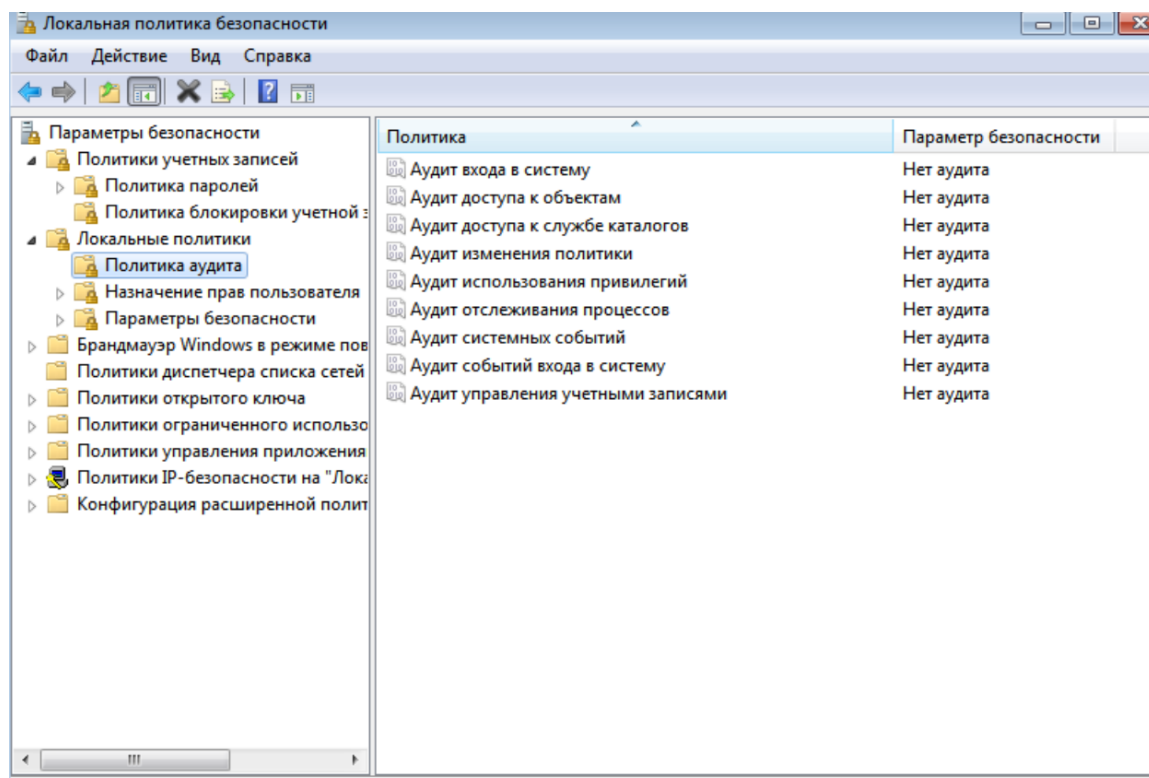 Локальная политика безопасности
Файл Действие Вид Справка
Параметры безопасности
Политики учетных записей
Политика паролей
Политика блокировки учетной з
Локальные политики
Политика аудита
Назначение прав пользователя
Параметры безопасности
Брандмауэр Windows в режиме пов
Политики диспетчера списка сетей
Политики открытого ключа
Политики ограниченного использо
Политики управления приложения
Политики IP-безопасности на "Лока
Конфигурация расширенной полит
Политика Параметр безопасности
Аудит входа в систему Нет аудита
Аудит доступа к объектам Нет аудита
Аудит доступа к службе каталогов Нет аудита
Аудит изменения политики Нет аудита
Аудит использования привилегий Нет аудита
Аудит отслеживания процессов Нет аудита
Аудит системных событий Нет аудита
Аудит событий входа в систему Нет аудита
Аудит управления учетными записями Нет аудита